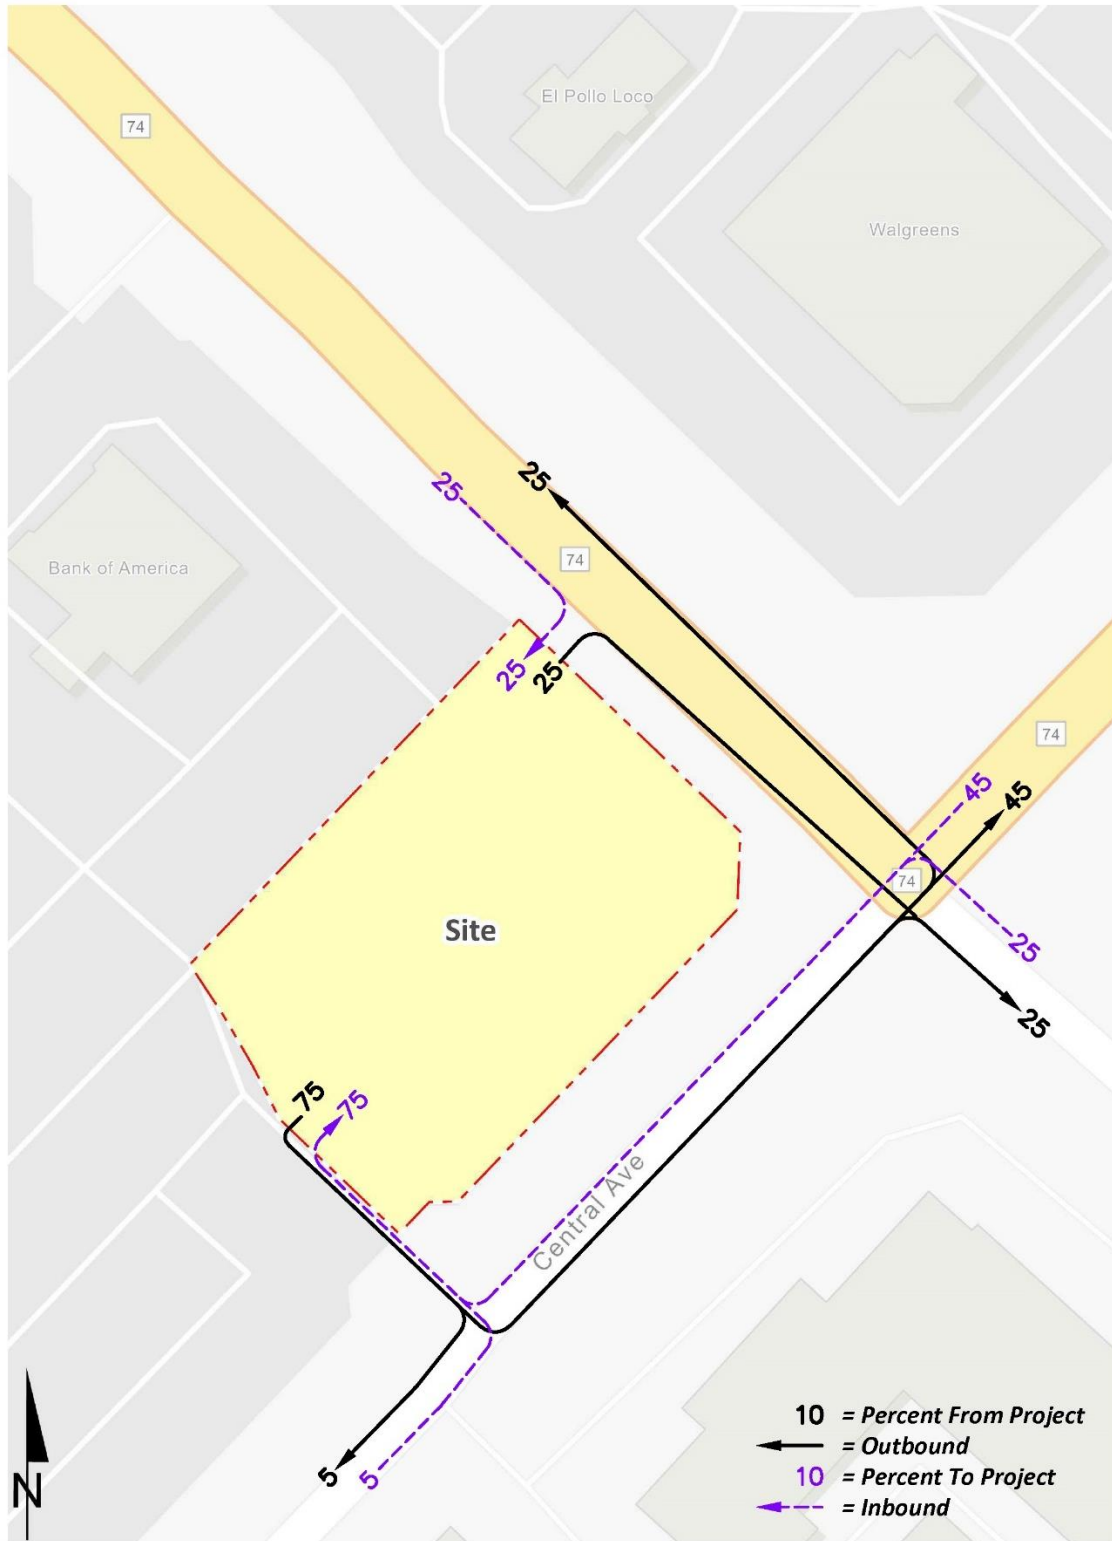 El Pollo Loco
74
Walgreens
25
25
74
Bank of America
25
25
74
45
45
74
Site
25
25
75
75
Central Ave
5
5
N
10 = Percent From Project
= Outbound
10 = Percent To Project
= Inbound